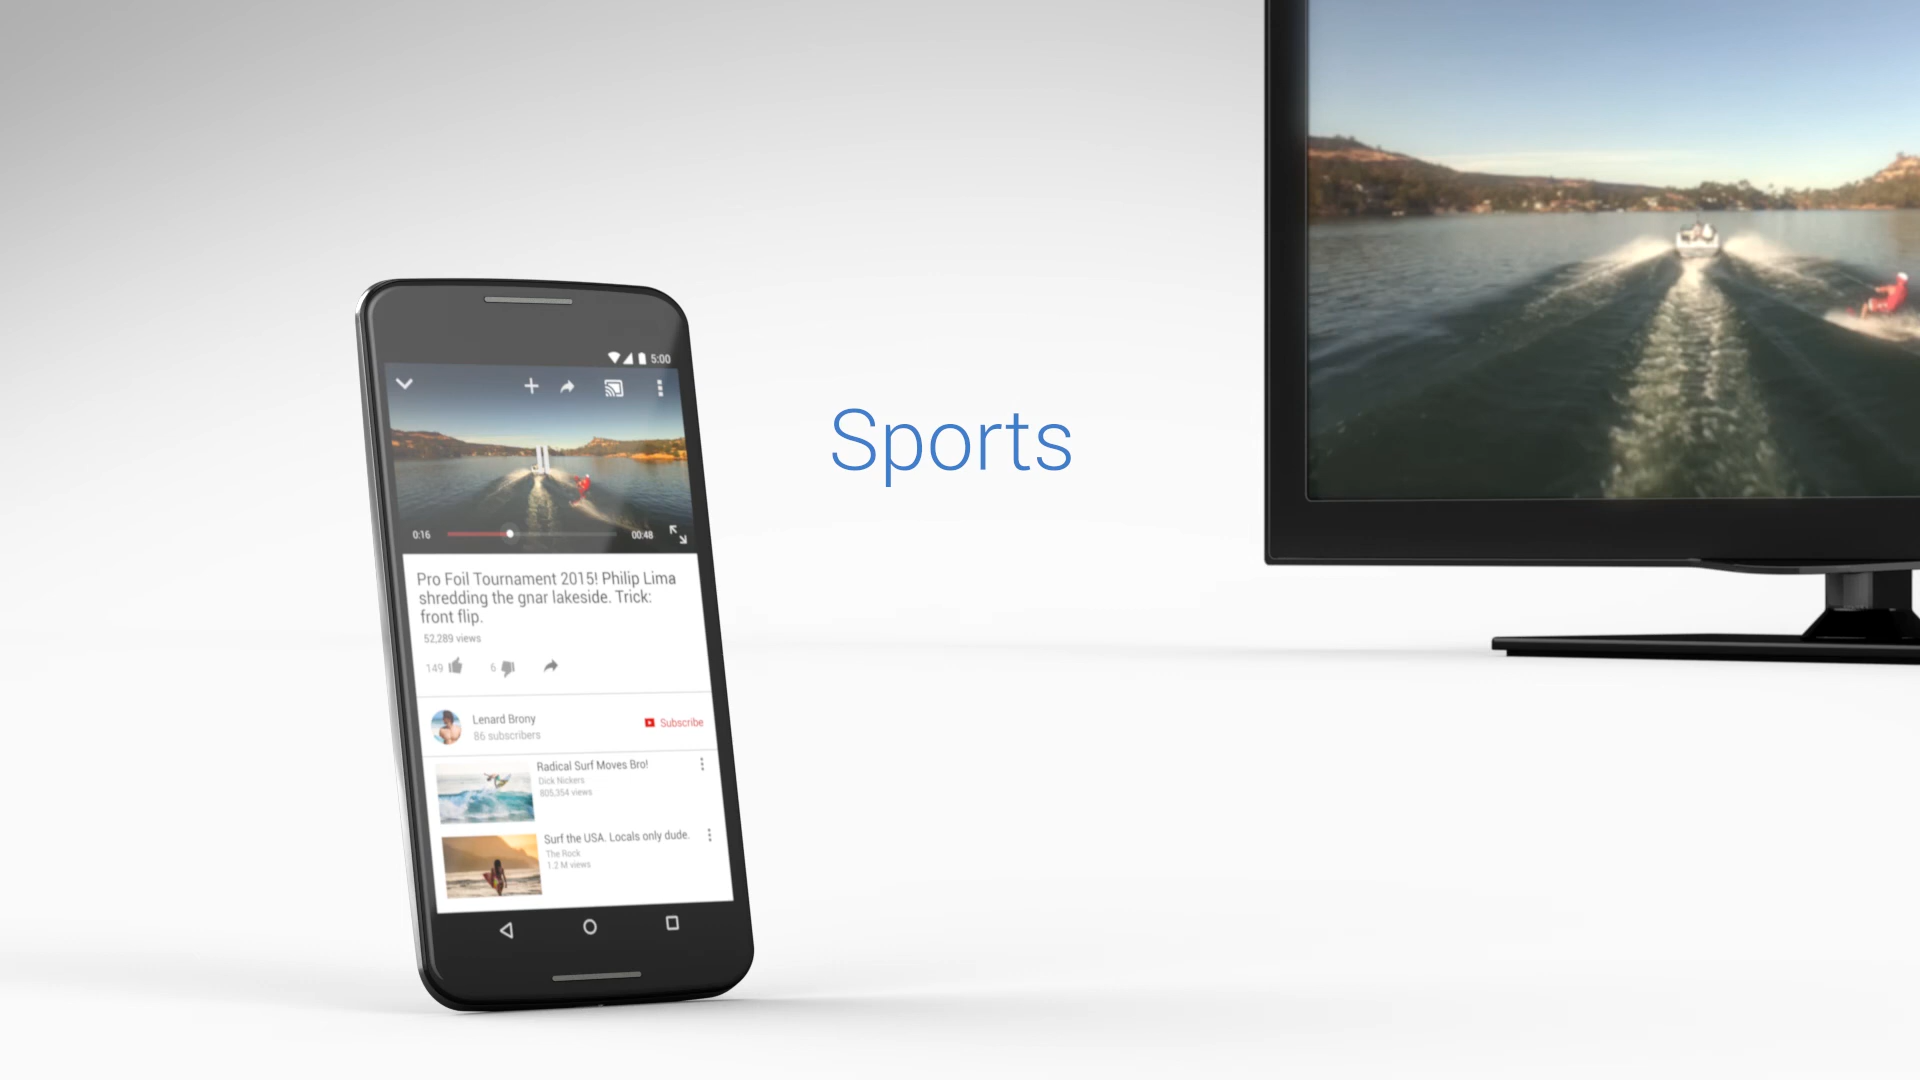 5:00
Sports
0:16
00:48
Pro Foil Tournament 2015! Philip Lima
shredding the gnar lakeside. Trick:
front flip.
52,289 views
149
6
Lenard Brony
86 subscribers
Subscribe
Radical Surf Moves Bro!
Dick Nickers
805,354 views
Surf the USA. Locals only dude.
The Rock
1.2 M views